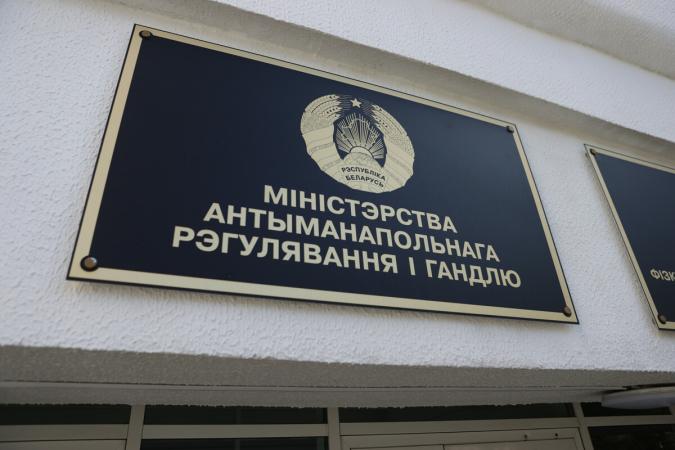 РЭСПУБЛІКА
БЕЛАРУСЬ
МІНІСТЭРСТВА
АНТЫМАНАПОЛЬНАГА
РЭГУЛЯВАННЯ І ГАНДЛЮ